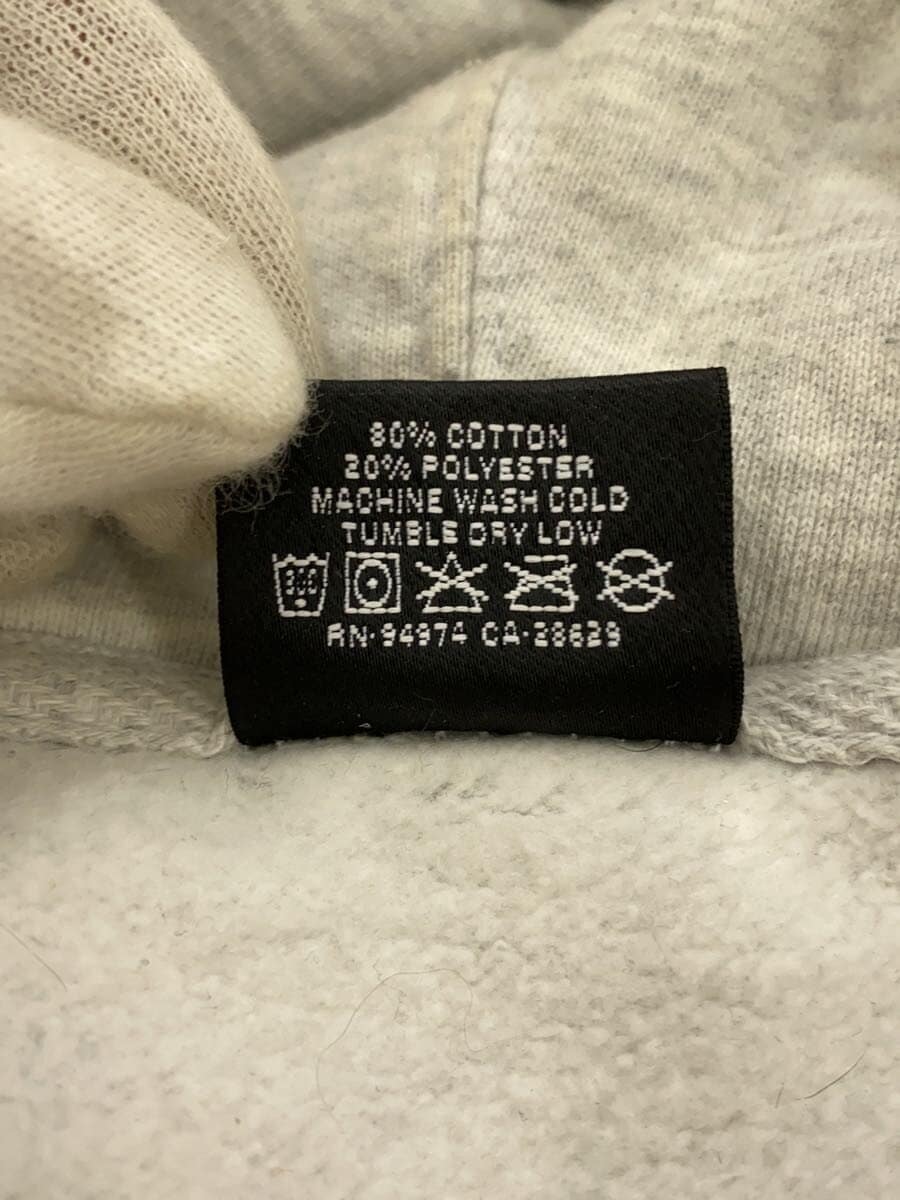 80% COTTON
20% POLYESTER
MACHINE WASH COLD
TUMBLE DRY LOW
RN·94974 CA·28629